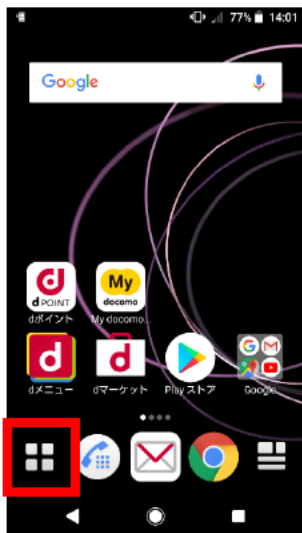 77% 14:01
Google
d POINT
My
docomo
dポイント
My docomo...
d
d
dメニュー
dマーケット
Play ストア
Google